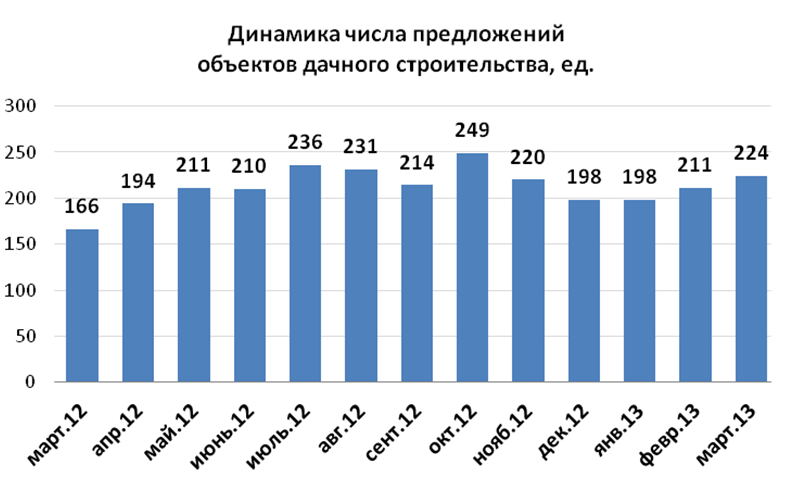 Динамика числа предложений
объектов дачного строительства, ед.
300
250
200
150
100
50
0
166
194
211
210
236
231
214
249
220
198
198
211
224
март.12
апр.12
май.12
июнь.12
июль.12
авг.12
сент.12
окт.12
нояб.12
дек.12
янв.13
февр.13
март.13